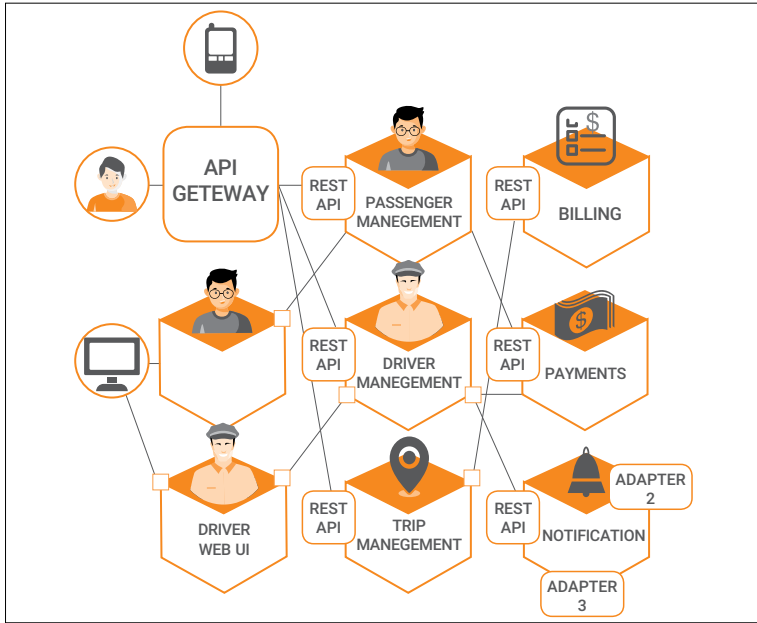 API
GETEWAY
REST
API
PASSENGER
MANEGEMENT
REST
API
BILLING
REST
API
DRIVER
MANEGEMENT
REST
API
PAYMENTS
DRIVER
WEB UI
REST
API
TRIP
MANEGEMENT
REST
API
NOTIFICATION
ADAPTER
2
ADAPTER
3